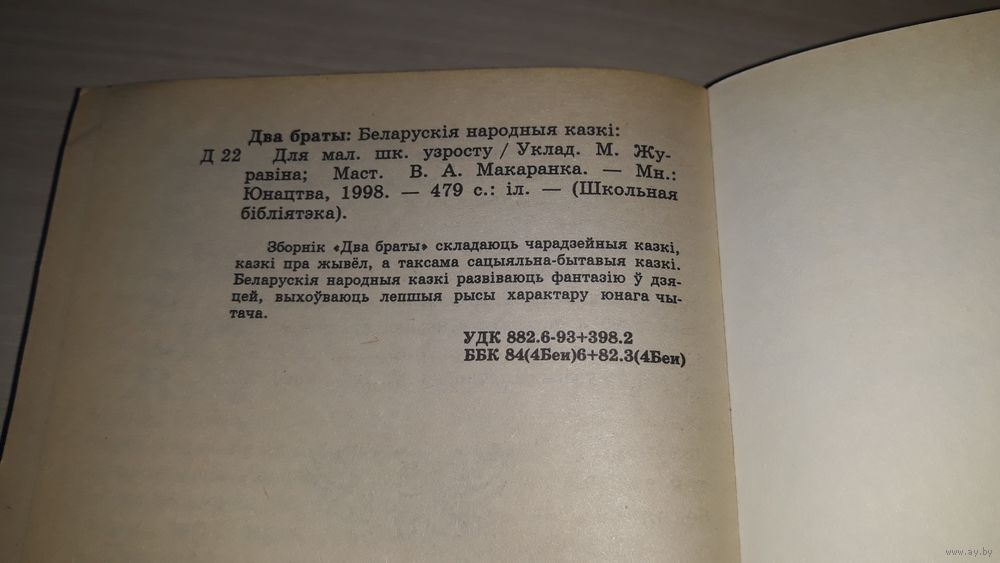 Два браты: Беларускія народныя казкі:
Д 22 Для мал. шк. узросту / Уклад. М. Жу-
равіна; Маст. В. А. Макаранка. — Мн.:
Юнацтва, 1998. — 479 с.: іл. — (Школьная
бібліятэка).
Зборнік «Два браты» складаюць чарадзейныя казкі,
казкі пра жывёл, а таксама сацыяльна-бытавыя казкі.
Беларускія народныя казкі развіваюць фантазію ў дзя-
цей, выхоўваюць лепшыя рысы характару юнага чы-
тача.
УДК 882.6-93+398.2
ББК 84(4Беи)6+82.3(4Беи)
www.ay.by